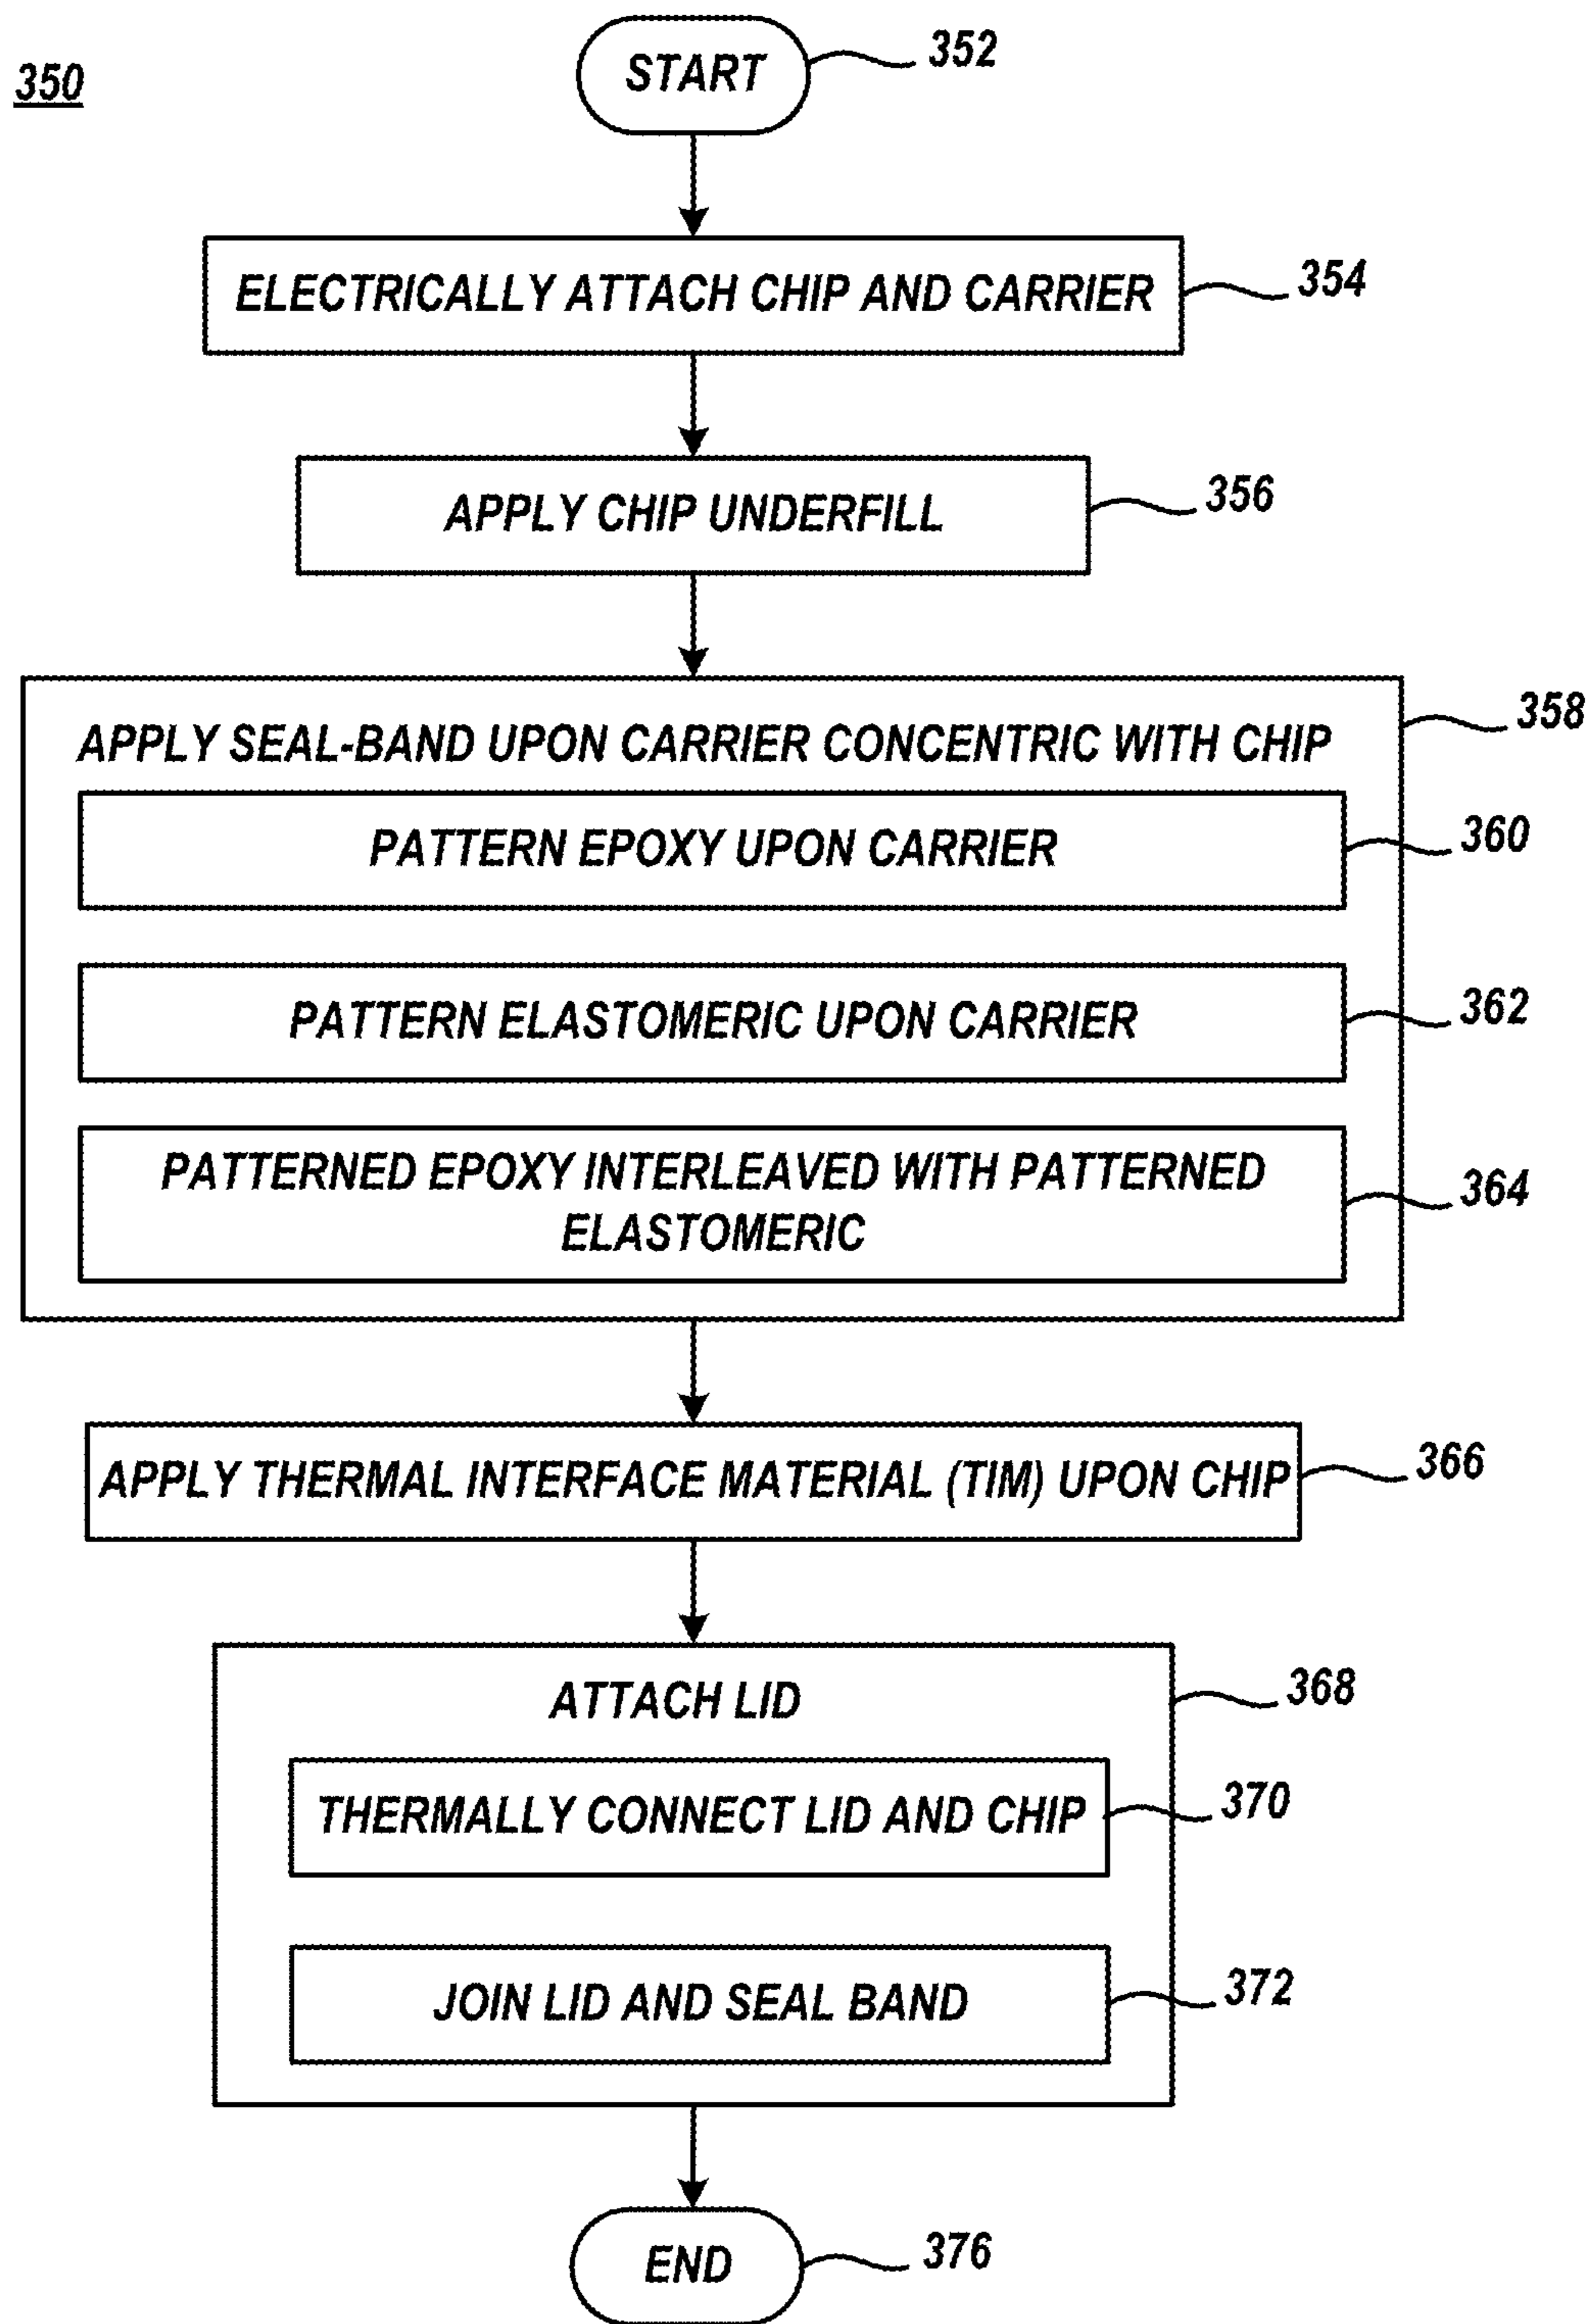 350
START
352
ELECTRICALLY ATTACH CHIP AND CARRIER
354
APPLY CHIP UNDERFILL
356
APPLY SEAL-BAND UPON CARRIER CONCENTRIC WITH CHIP
358
PATTERN EPOXY UPON CARRIER
360
PATTERN ELASTOMERIC UPON CARRIER
362
PATTERNED EPOXY INTERLEAVED WITH PATTERNED
ELASTOMERIC
364
APPLY THERMAL INTERFACE MATERIAL (TIM) UPON CHIP
366
ATTACH LID
368
THERMALLY CONNECT LID AND CHIP
370
JOIN LID AND SEAL BAND
372
END
376